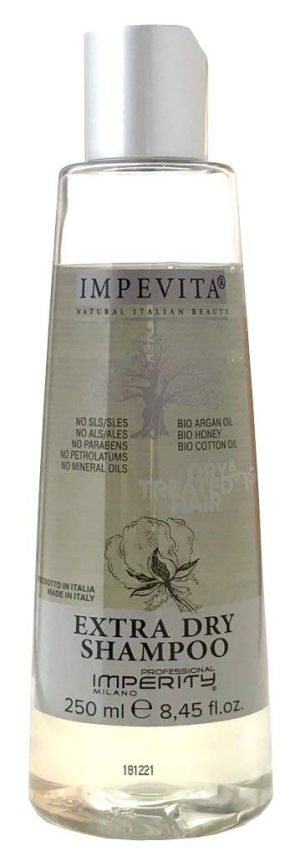 IMPEVITA®
NATURAL ITALIAN BEAUTY
NO SLS/SLES
NO ALS/ALES
NO PARABENS
NO PETROLATUMS
NO MINERAL OILS
BIO ARGAN OIL
BIO HONEY
BIO COTTON OIL
DRY &
TREATED
HAIR
PRODOTTO IN ITALIA
MADE IN ITALY
EXTRA DRY
SHAMPOO
PROFESSIONAL
IMPERITY®
MILANO
250 ml ℮ 8,45 fl.oz.
181221